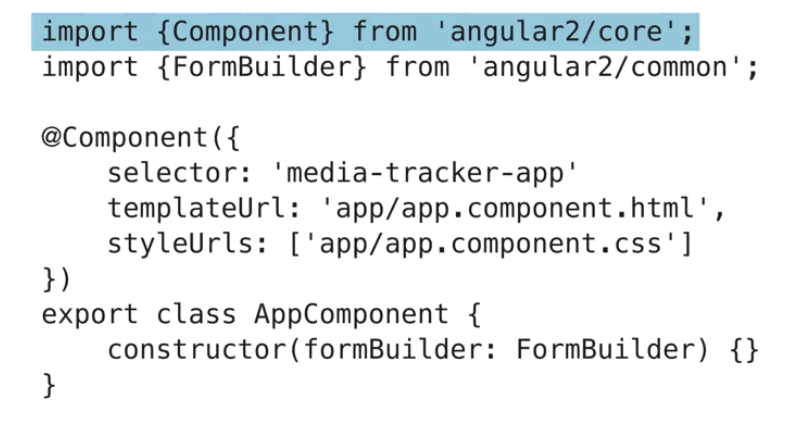 import {Component} from 'angular2/core';
import {FormBuilder} from 'angular2/common';

@Component({
    selector: 'media-tracker-app'
    templateUrl: 'app/app.component.html',
    styleUrls: ['app/app.component.css']
})
export class AppComponent {
    constructor(formBuilder: FormBuilder) {}
}